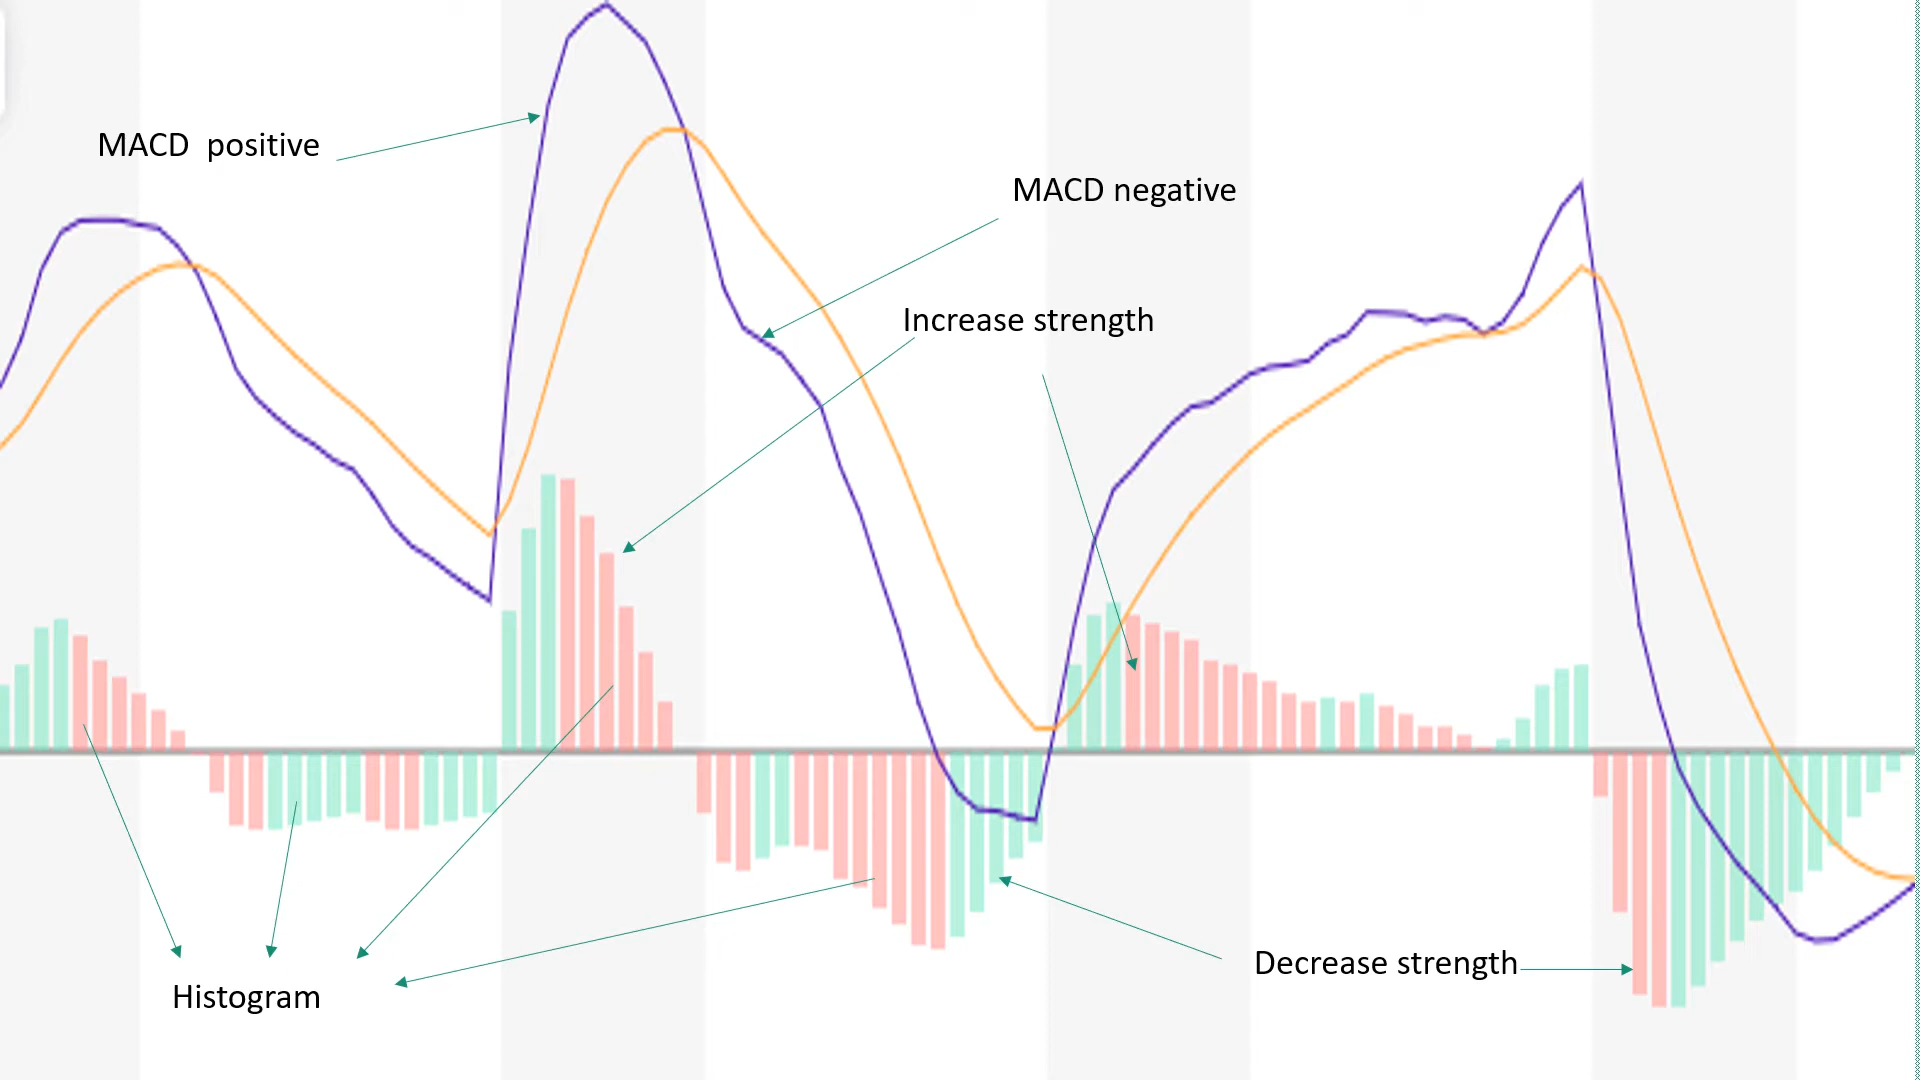 MACD  positive
MACD negative
Increase strength
Decrease strength
Histogram